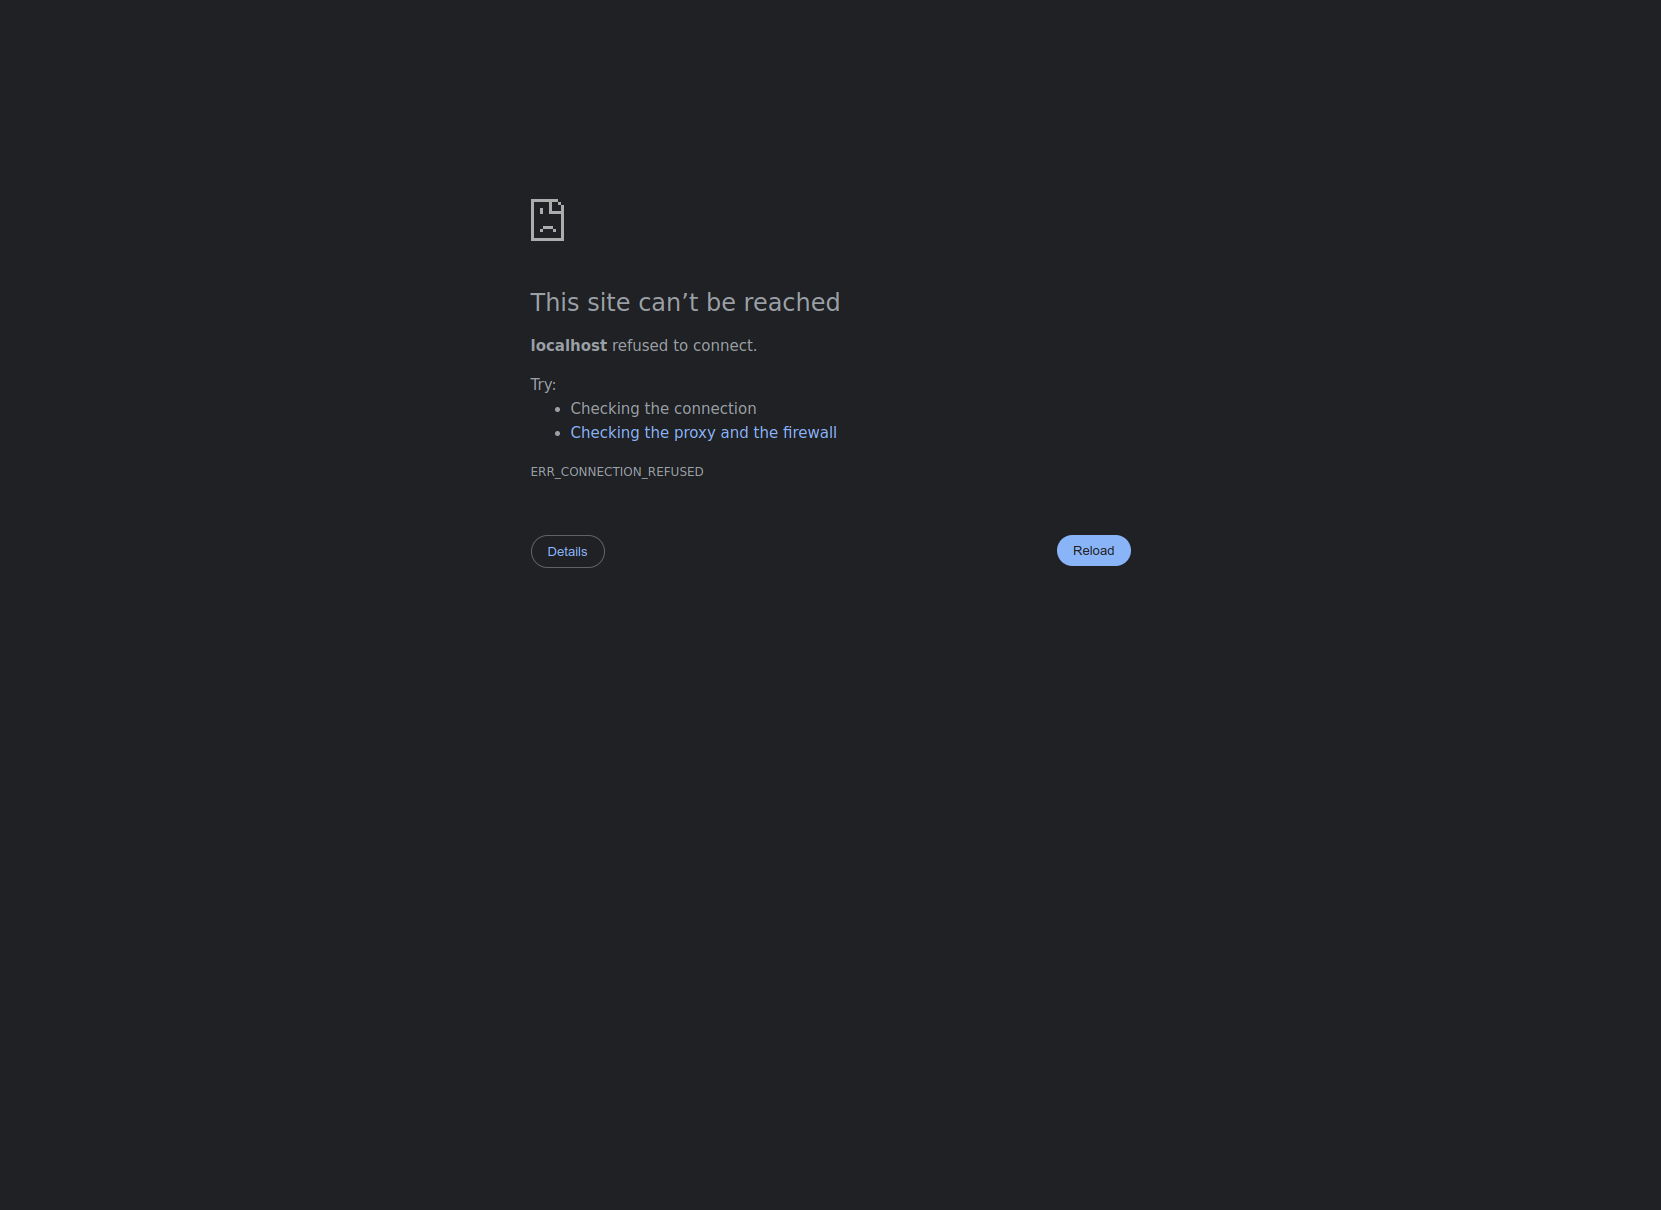 This site can’t be reached
localhost refused to connect.
Try:
Checking the connection
Checking the proxy and the firewall
ERR_CONNECTION_REFUSED
Details
Reload